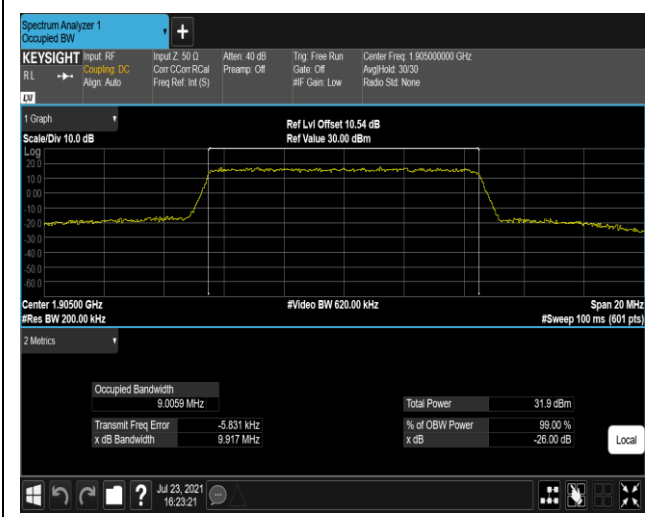 Spectrum Analyzer 1
Occupied BW
+
KEYSIGHT
RL
LXI
Input: RF
Coupling: DC
Align: Auto
Input Z: 50 Ω
Corr CCorr RCal
Freq Ref: Int (S)
Atten: 40 dB
Preamp: Off
Trig: Free Run
Gate: Off
#IF Gain: Low
Center Freq: 1.905000000 GHz
Avg|Hold: 30/30
Radio Std: None
1 Graph
Scale/Div 10.0 dB
Ref Lvl Offset 10.54 dB
Ref Value 30.00 dBm
Log
20.0
10.0
0.00
-10.0
-20.0
-30.0
-40.0
-50.0
-60.0
Center 1.90500 GHz
#Video BW 620.00 kHz
Span 20 MHz
#Res BW 200.00 kHz
#Sweep 100 ms (601 pts)
2 Metrics
Occupied Bandwidth
9.0059 MHz
Total Power 31.9 dBm
Transmit Freq Error -5.831 kHz
% of OBW Power 99.00 %
x dB Bandwidth 9.917 MHz
x dB -26.00 dB
Local
?
Jul 23, 2021
16:23:21